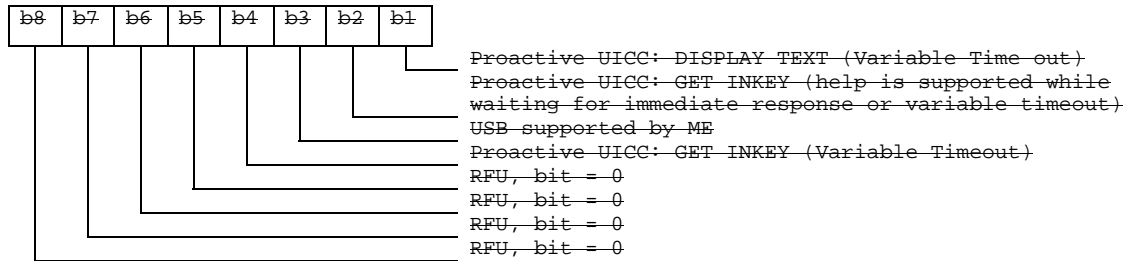 b8 b7 b6 b5 b4 b3 b2 b1
Proactive UICC: DISPLAY TEXT (Variable Time out)
Proactive UICC: GET INKEY (help is supported while
waiting for immediate response or variable timeout)
USB supported by ME
Proactive UICC: GET INKEY (Variable Timeout)
RFU, bit = 0
RFU, bit = 0
RFU, bit = 0
RFU, bit = 0